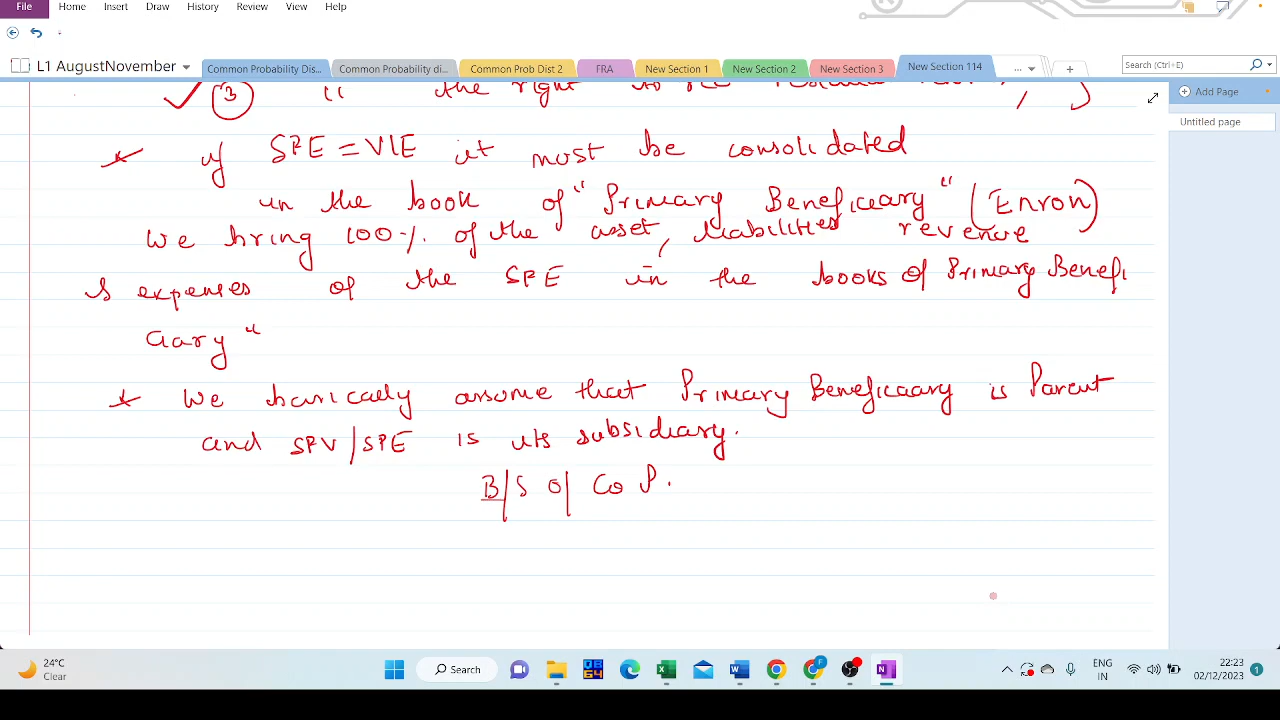 File Home Insert Draw History Review View Help
L1 AugustNovember Common Probability Dis... Common Probability di... Common Prob Dist 2 FRA New Section 1 New Section 2 New Section 3 New Section 114 ... + Search (Ctrl+E)
Add Page
Untitled page
3 " the right to
if SPE = VIE it must be consolidated
in the book of "Primary Beneficiary" (Enron)
We bring 100% of the asset, liabilities revenue
& expenses of the SPE in the books of Primary Benefi
ciary"
We basically assume that Primary Beneficiary is Parent
and SPV/SPE is its subsidiary.
B/S of Co P.
24°C
Clear
Search
ENG
IN
22:23
02/12/2023
1